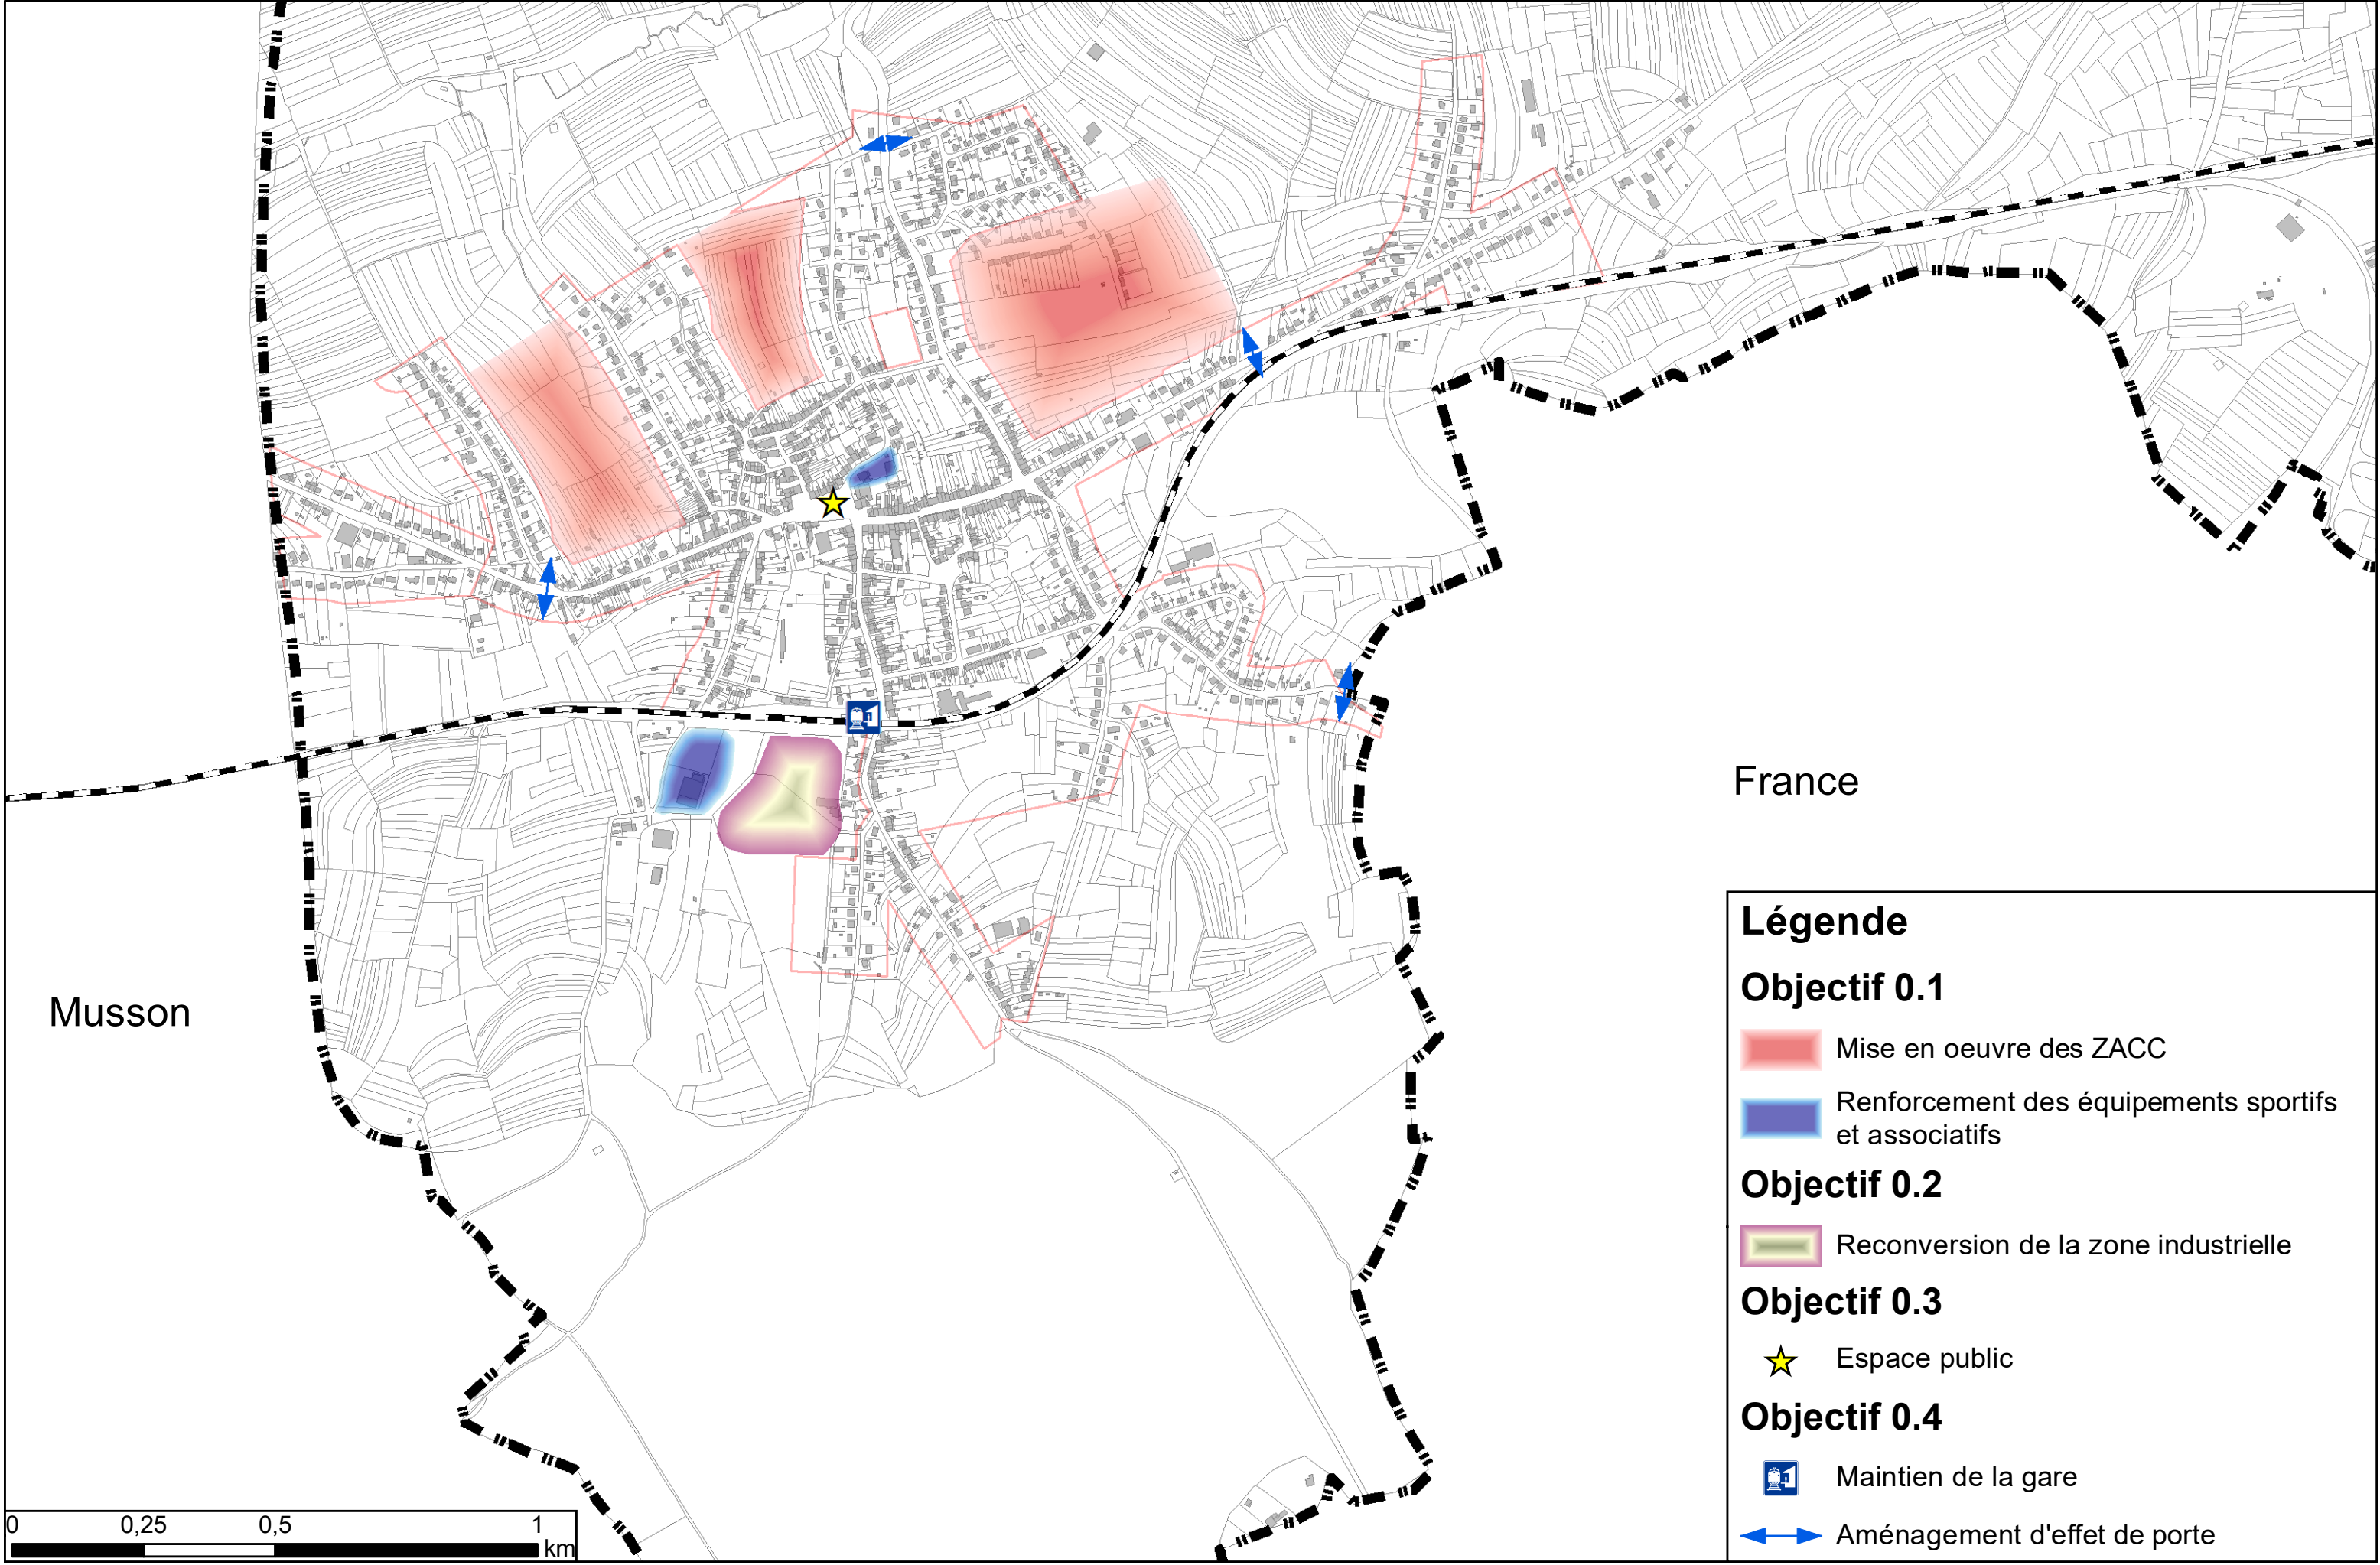 France
Musson
Légende
Objectif 0.1
Mise en oeuvre des ZACC
Renforcement des équipements sportifs
et associatifs
Objectif 0.2
Reconversion de la zone industrielle
Objectif 0.3
Espace public
Objectif 0.4
Maintien de la gare
Aménagement d'effet de porte
0 0,25 0,5 1
km